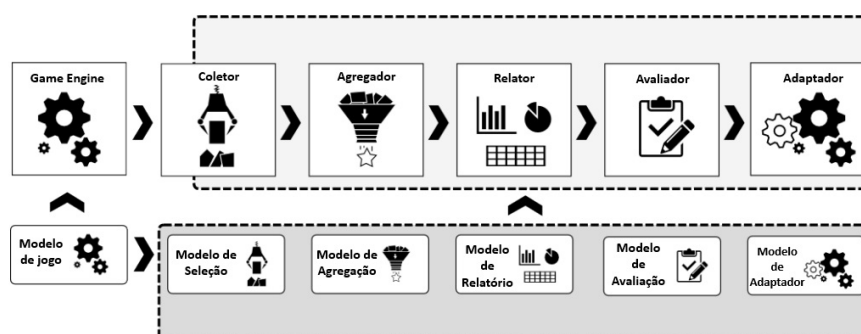 Game Engine
Coletor
Agregador
Relator
Avaliador
Adaptador
Modelo
de jogo
Modelo de
Seleção
Modelo de
Agregação
Modelo
de
Relatório
Modelo
de
Avaliação
Modelo
de
Adaptador